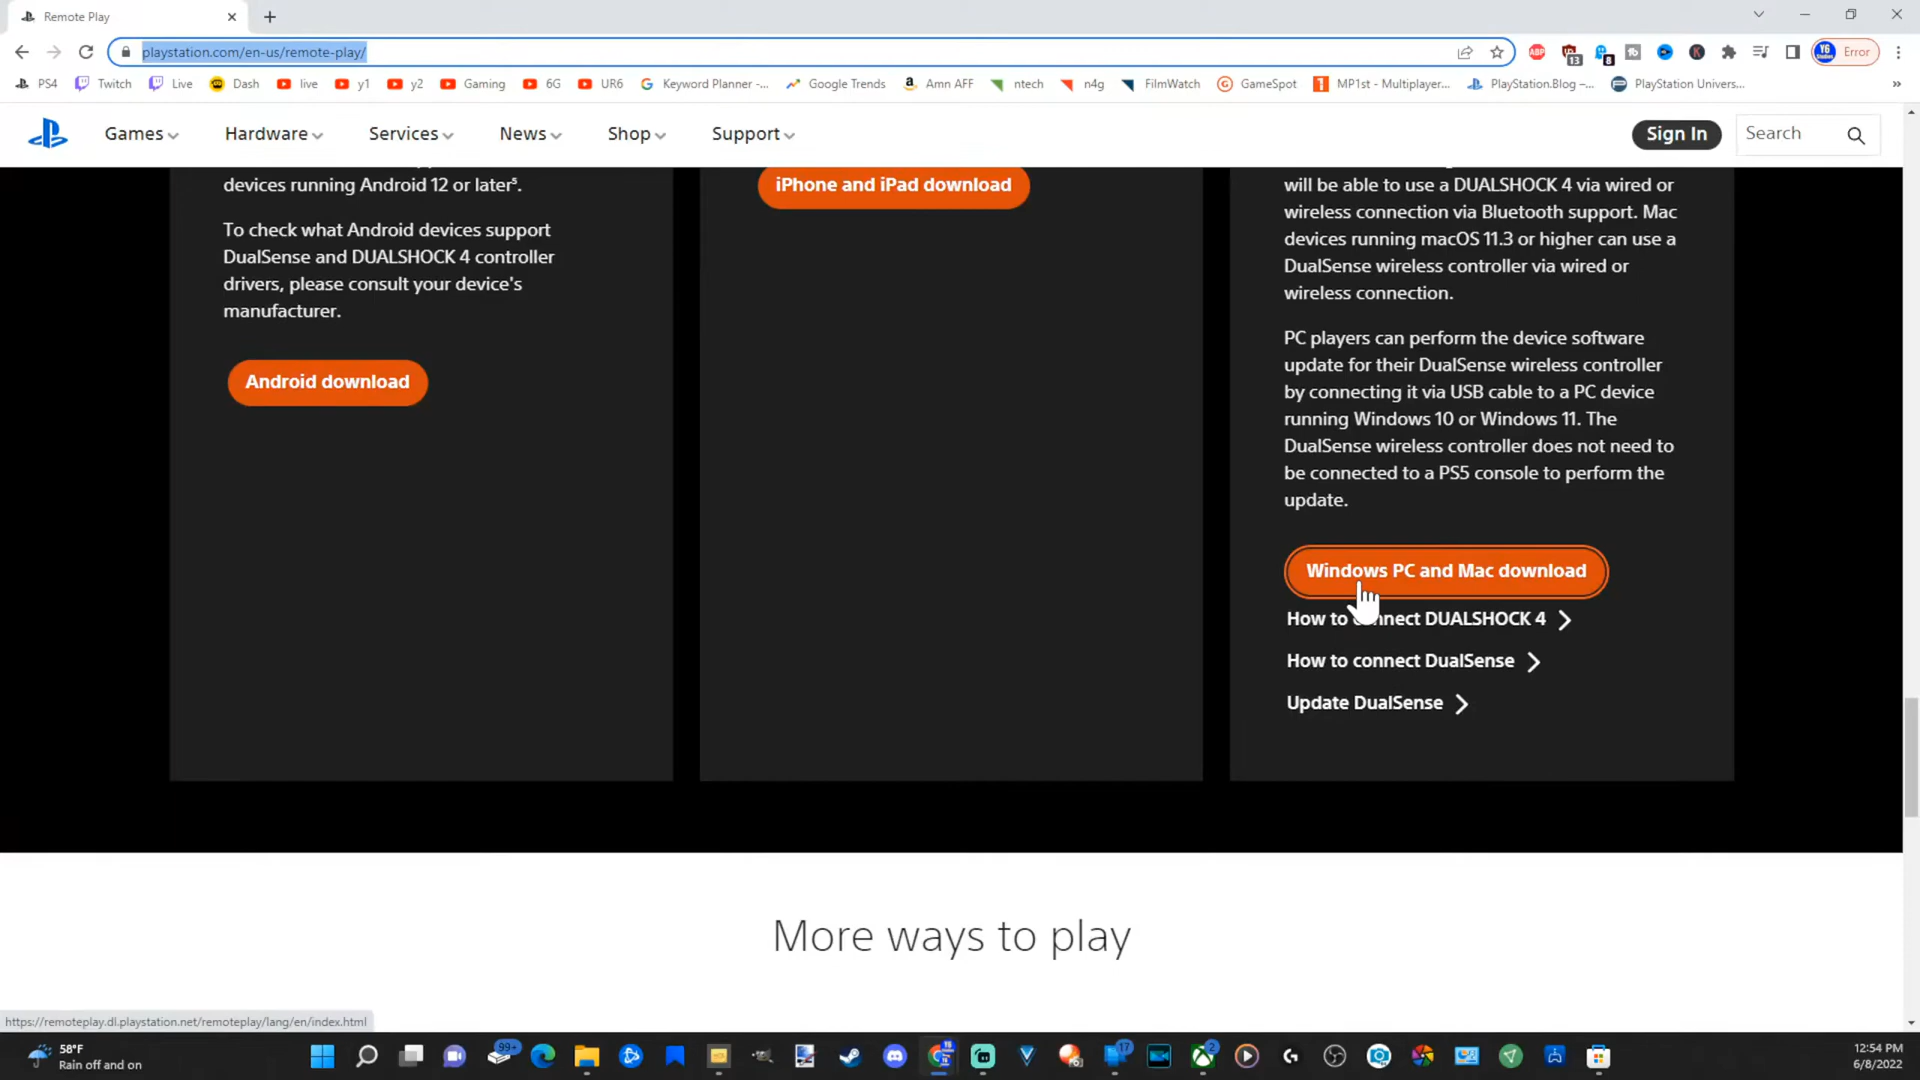 Remote Play
playstation.com/en-us/remote-play/
13
8
Y6
Error
PS4
Twitch
Live
Dash
live
y1
y2
Gaming
6G
UR6
Keyword Planner -...
Google Trends
Amn AFF
ntech
n4g
FilmWatch
GameSpot
MP1st - Multiplayer...
PlayStation.Blog –...
PlayStation Univers...
»
Games
Hardware
Services
News
Shop
Support
Sign In
Search
devices running Android 12 or later⁵.
To check what Android devices support
DualSense and DUALSHOCK 4 controller
drivers, please consult your device's
manufacturer.
Android download
iPhone and iPad download
will be able to use a DUALSHOCK 4 via wired or
wireless connection via Bluetooth support. Mac
devices running macOS 11.3 or higher can use a
DualSense wireless controller via wired or
wireless connection.
PC players can perform the device software
update for their DualSense wireless controller
by connecting it via USB cable to a PC device
running Windows 10 or Windows 11. The
DualSense wireless controller does not need to
be connected to a PS5 console to perform the
update.
Windows PC and Mac download
How to connect DUALSHOCK 4
How to connect DualSense
Update DualSense
More ways to play
https://remoteplay.dl.playstation.net/remoteplay/lang/en/index.html
58°F
Rain off and on
99+
17
2
12:54 PM
6/8/2022